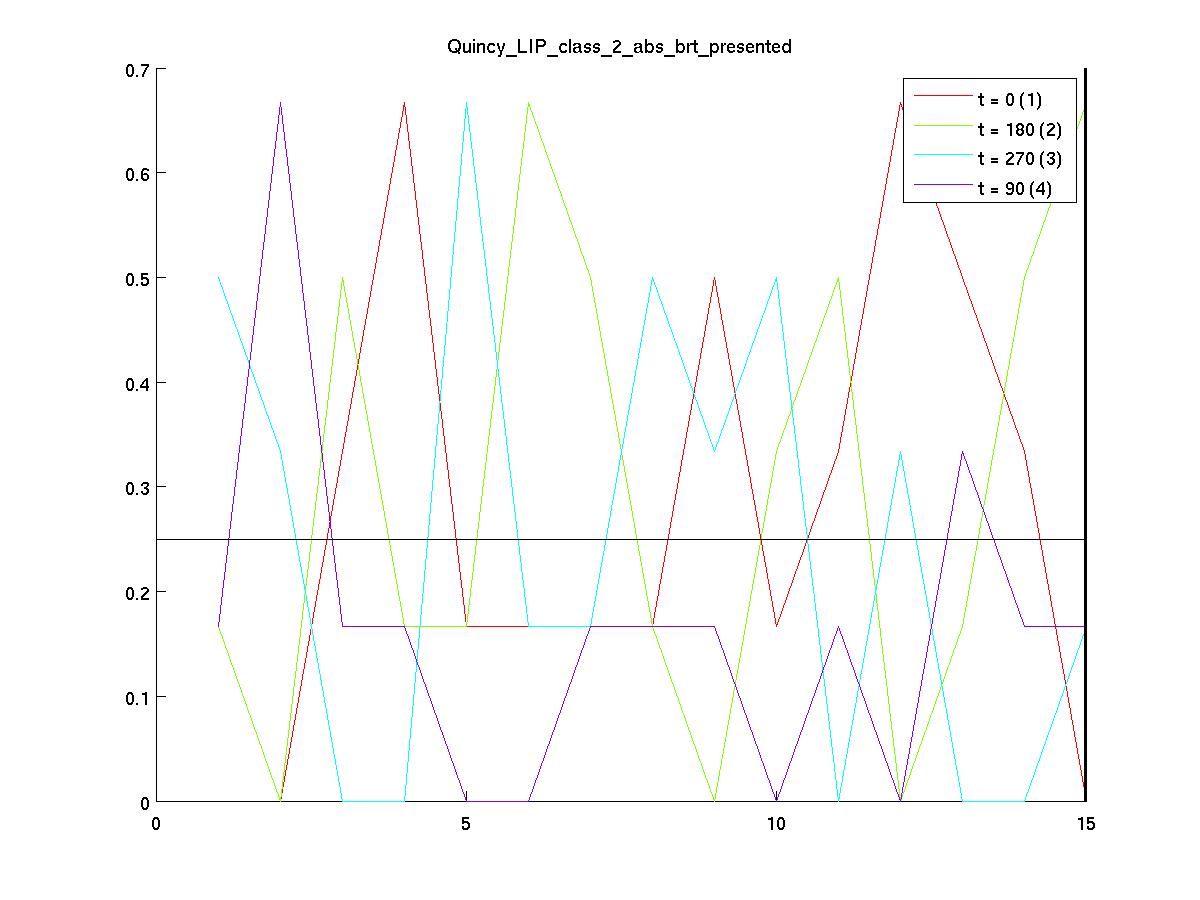 Quincy_LIP_class_2_abs_brt_presented
0.7
0.6
0.5
0.4
0.3
0.2
0.1
0
t = 0 (1)
t = 180 (2)
t = 270 (3)
t = 90 (4)
0 5 10 15